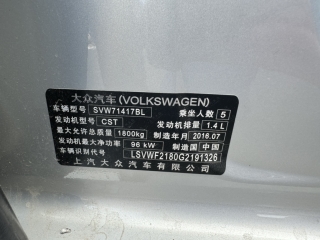 大众汽车(VOLKSWAGEN)
车辆型号 SVW71417BL 乘坐人数 5
发动机型号 CST 发动机排量 1.4 L
最大允许总质量 1800kg 制造年月 2016.07
发动机最大净功率 96 kW 制造国 中国
车辆识别代号 LSVWF2180G2191326
上汽大众汽车有限公司